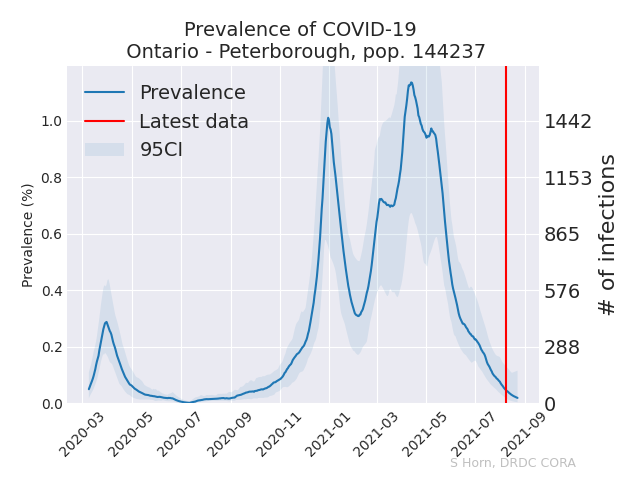 Prevalence of COVID-19
Ontario - Peterborough, pop. 144237
Prevalence
Latest data
95CI
Prevalence (%)
1.0
0.8
0.6
0.4
0.2
0.0
1442
1153
865
576
288
0
# of infections
2020-03
2020-05
2020-07
2020-09
2020-11
2021-01
2021-03
2021-05
2021-07
2021-09
S Horn, DRDC CORA